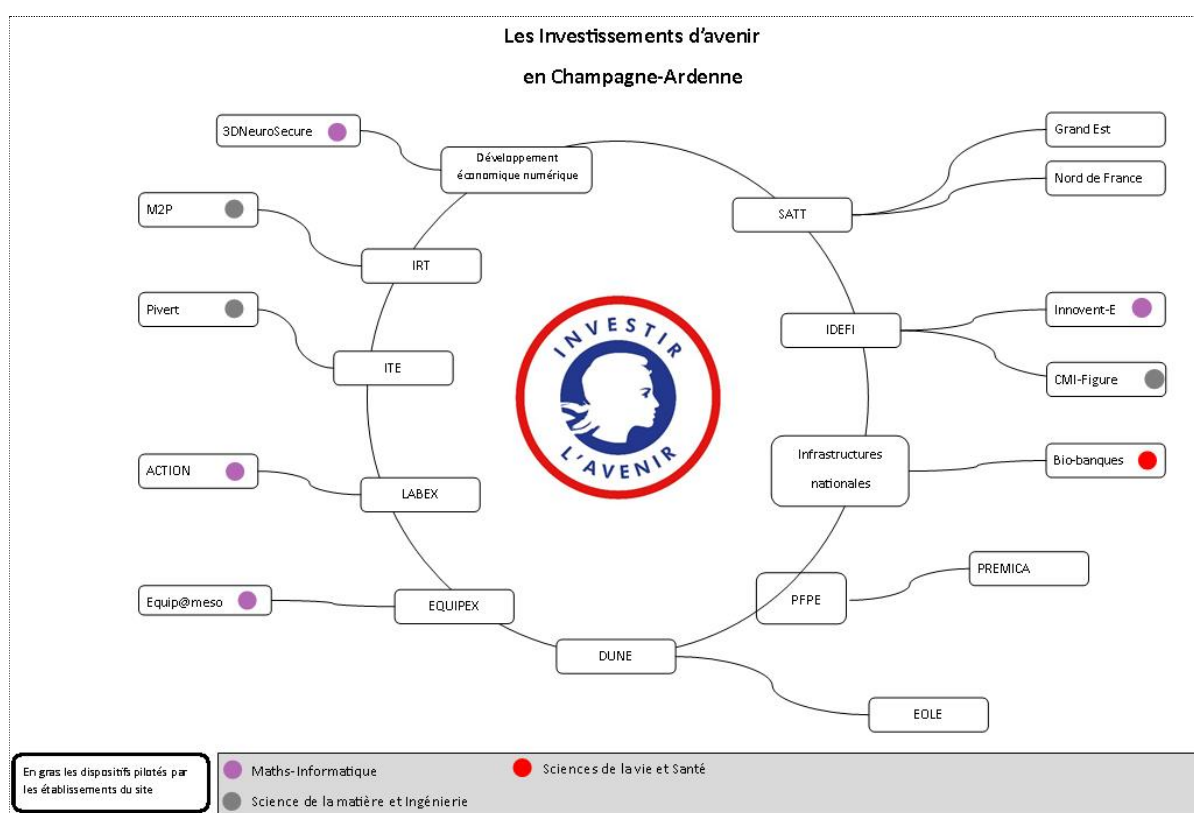 Les Investissements d'avenir
en Champagne-Ardenne
3DNeuroSecure
Développement
économique numérique
M2P
IRT
Pivert
ITE
ACTION
LABEX
Equip@meso
EQUIPEX
DUNE
EOLE
PFPE
PREMICA
Infrastructures
nationales
Bio-banques
IDEFI
Innovent-E
CMI-Figure
SATT
Grand Est
Nord de France
INVESTIR
L'AVENIR
En gras les dispositifs pilotés par
les établissements du site
Maths-Informatique
Sciences de la vie et Santé
Science de la matière et Ingénierie